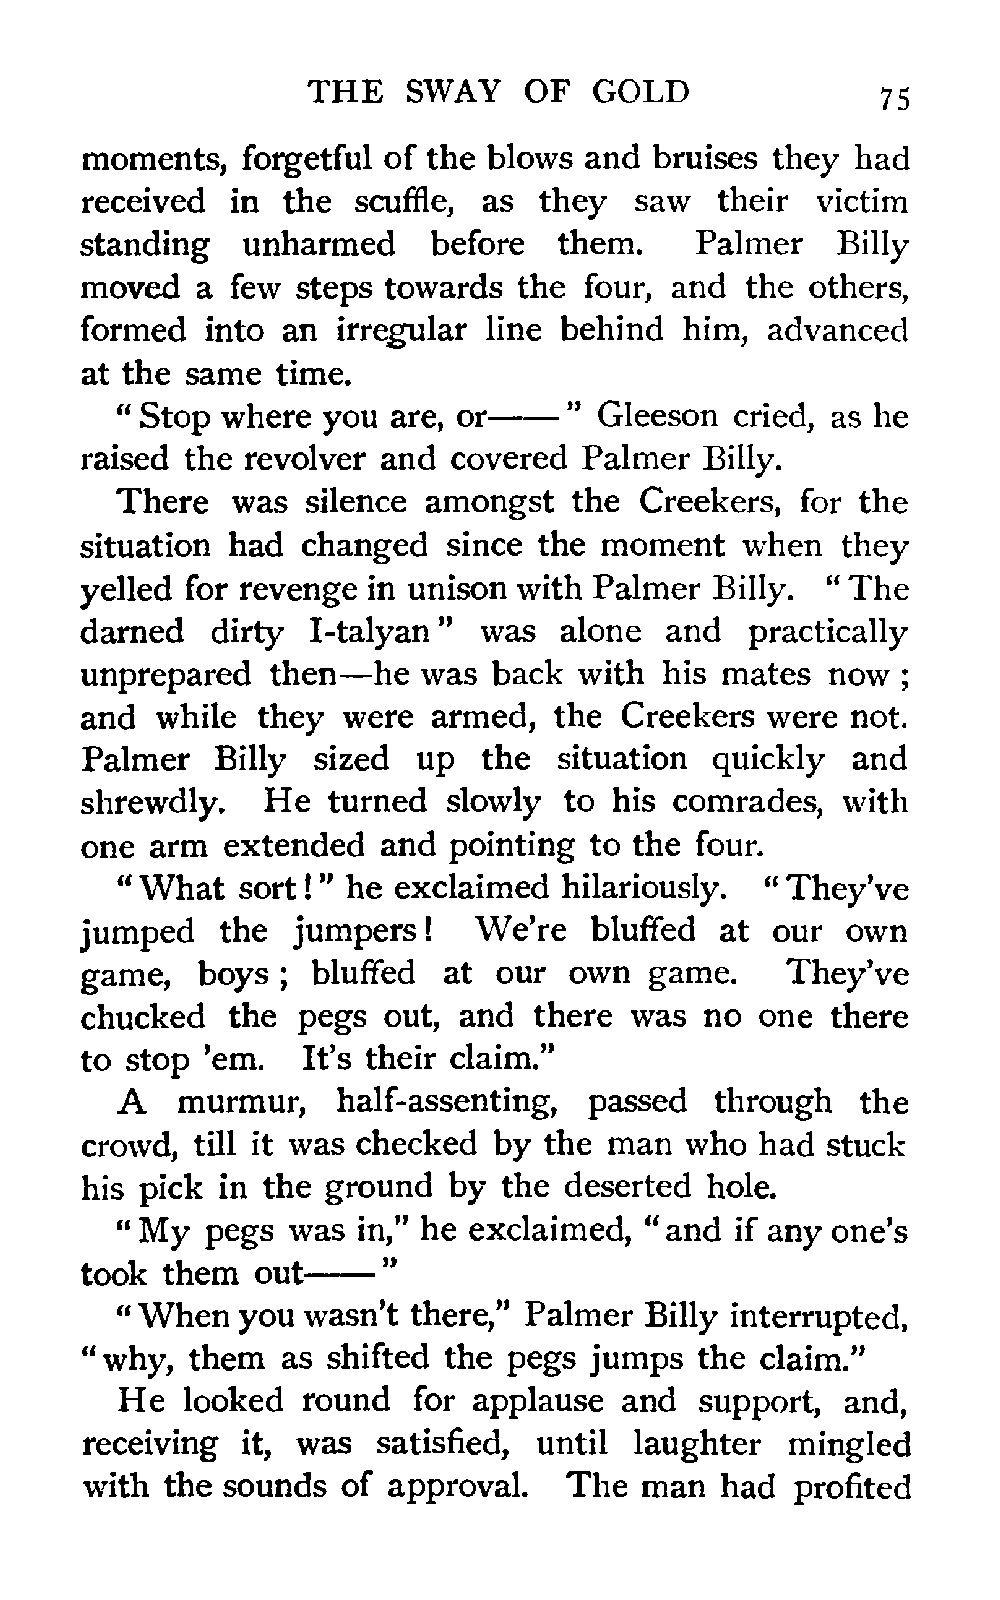 THE SWAY OF GOLD 75
moments, forgetful of the blows and bruises they had
received in the scuffle, as they saw their victim
standing unharmed before them. Palmer Billy
moved a few steps towards the four, and the others,
formed into an irregular line behind him, advanced
at the same time.
“ Stop where you are, or—— ” Gleeson cried, as he
raised the revolver and covered Palmer Billy.
There was silence amongst the Creekers, for the
situation had changed since the moment when they
yelled for revenge in unison with Palmer Billy. “ The
darned dirty I-talyan ” was alone and practically
unprepared then—he was back with his mates now ;
and while they were armed, the Creekers were not.
Palmer Billy sized up the situation quickly and
shrewdly. He turned slowly to his comrades, with
one arm extended and pointing to the four.
“ What sort ! ” he exclaimed hilariously. “ They’ve
jumped the jumpers ! We’re bluffed at our own
game, boys ; bluffed at our own game. They’ve
chucked the pegs out, and there was no one there
to stop ’em. It’s their claim.”
A murmur, half-assenting, passed through the
crowd, till it was checked by the man who had stuck
his pick in the ground by the deserted hole.
“ My pegs was in,” he exclaimed, “ and if any one’s
took them out—— ”
“ When you wasn’t there,” Palmer Billy interrupted,
“ why, them as shifted the pegs jumps the claim.”
He looked round for applause and support, and,
receiving it, was satisfied, until laughter mingled
with the sounds of approval. The man had profited